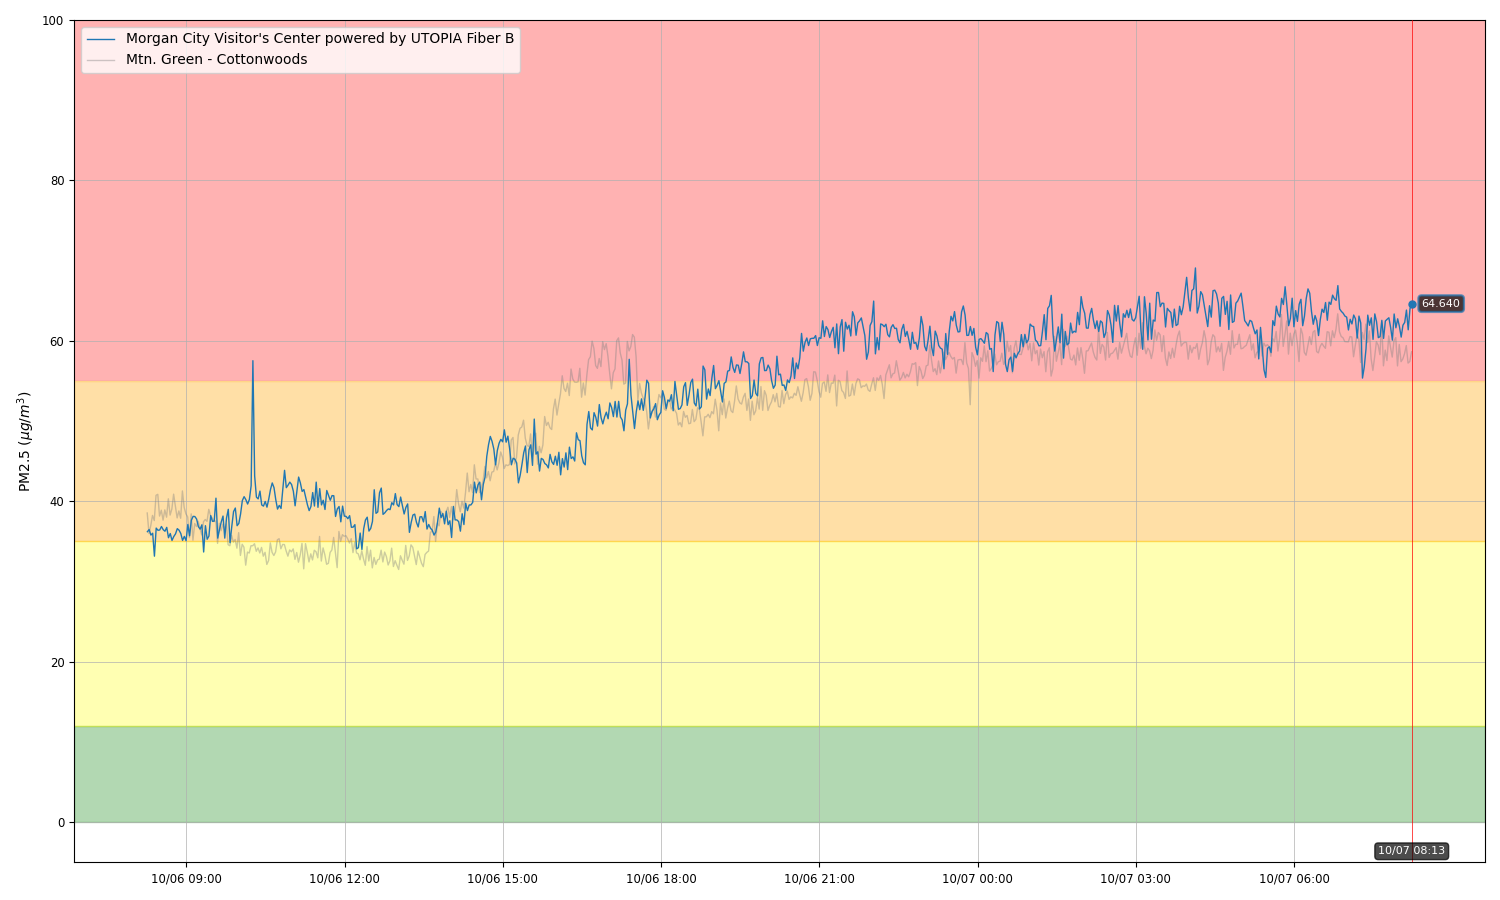 100
Morgan City Visitor's Center powered by UTOPIA Fiber B
Mtn. Green - Cottonwoods
80
60
64.640
PM2.5 (µg/m³)
40
20
0
10/07 08:13
10/06 09:00 10/06 12:00 10/06 15:00 10/06 18:00 10/06 21:00 10/07 00:00 10/07 03:00 10/07 06:00